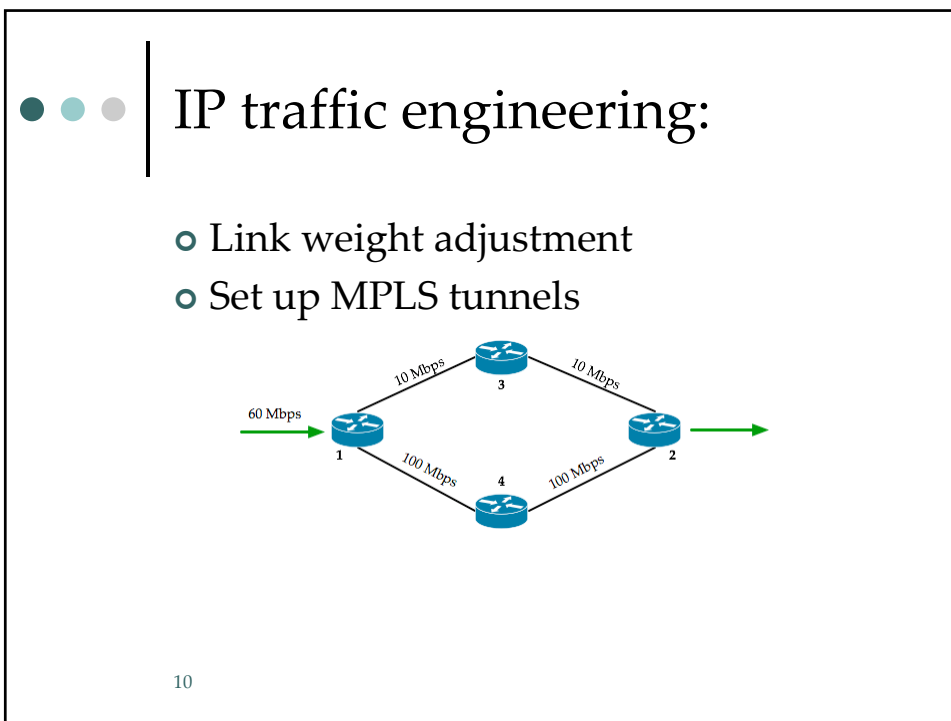 IP traffic engineering:
Link weight adjustment
Set up MPLS tunnels
10 Mbps
10 Mbps
3
60 Mbps
1
2
100 Mbps
4
100 Mbps
10